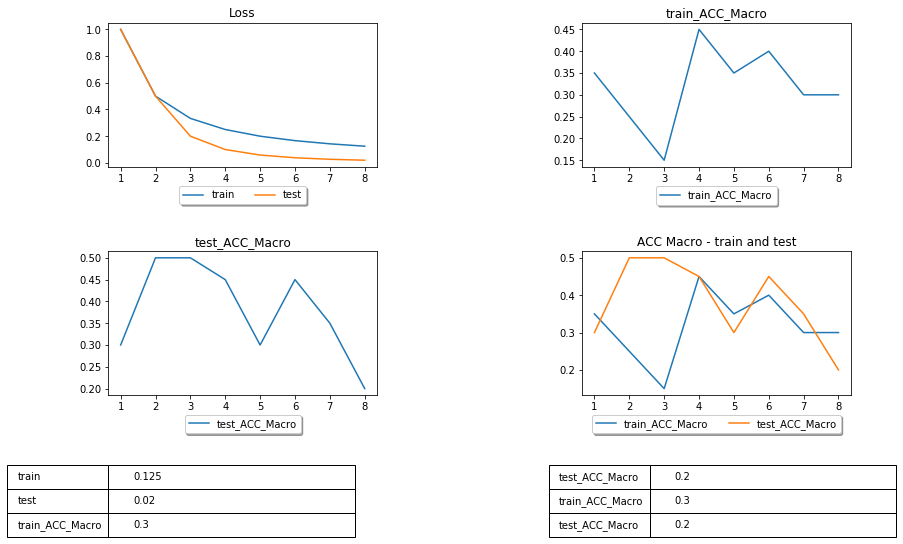 Loss
1.0
0.8
0.6
0.4
0.2
0.0
1 2 3 4 5 6 7 8
train test
train_ACC_Macro
0.45
0.40
0.35
0.30
0.25
0.20
0.15
1 2 3 4 5 6 7 8
train_ACC_Macro
test_ACC_Macro
0.50
0.45
0.40
0.35
0.30
0.25
0.20
1 2 3 4 5 6 7 8
test_ACC_Macro
ACC Macro - train and test
0.5
0.4
0.3
0.2
1 2 3 4 5 6 7 8
train_ACC_Macro test_ACC_Macro
train 0.125
test 0.02
train_ACC_Macro 0.3
test_ACC_Macro 0.2
train_ACC_Macro 0.3
test_ACC_Macro 0.2